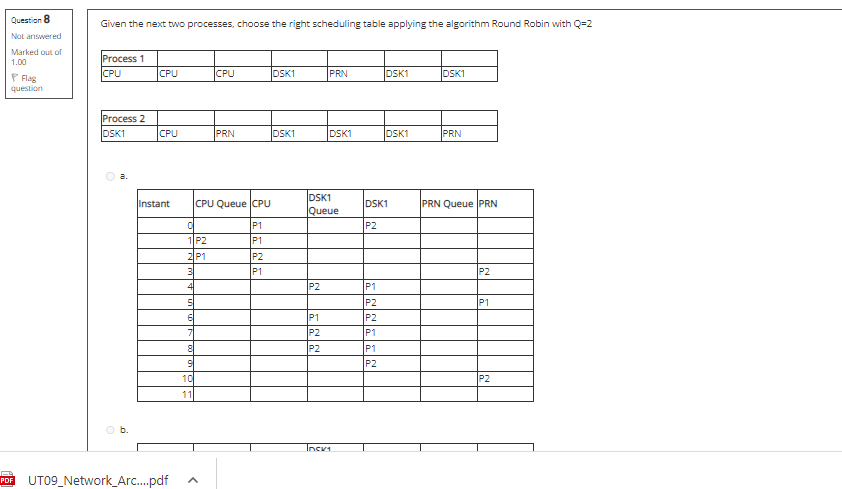 Question 8
Not answered
Marked out of
1.00
Flag
question
Given the next two processes, choose the right scheduling table applying the algorithm Round Robin with Q=2
Process 1
CPU CPU CPU DSK1 PRN DSK1 DSK1
Process 2
DSK1 CPU PRN DSK1 DSK1 DSK1 PRN
a.
Instant CPU Queue CPU DSK1 Queue DSK1 PRN Queue PRN
0 P1 P2
1 P2 P1
2 P1 P2
3 P1 P2
4 P2 P1
5 P2 P1
6 P1 P2
7 P2 P1
8 P2 P1
9 P2
10 P2
11
b.
DSK1
PDF UT09_Network_Arc....pdf